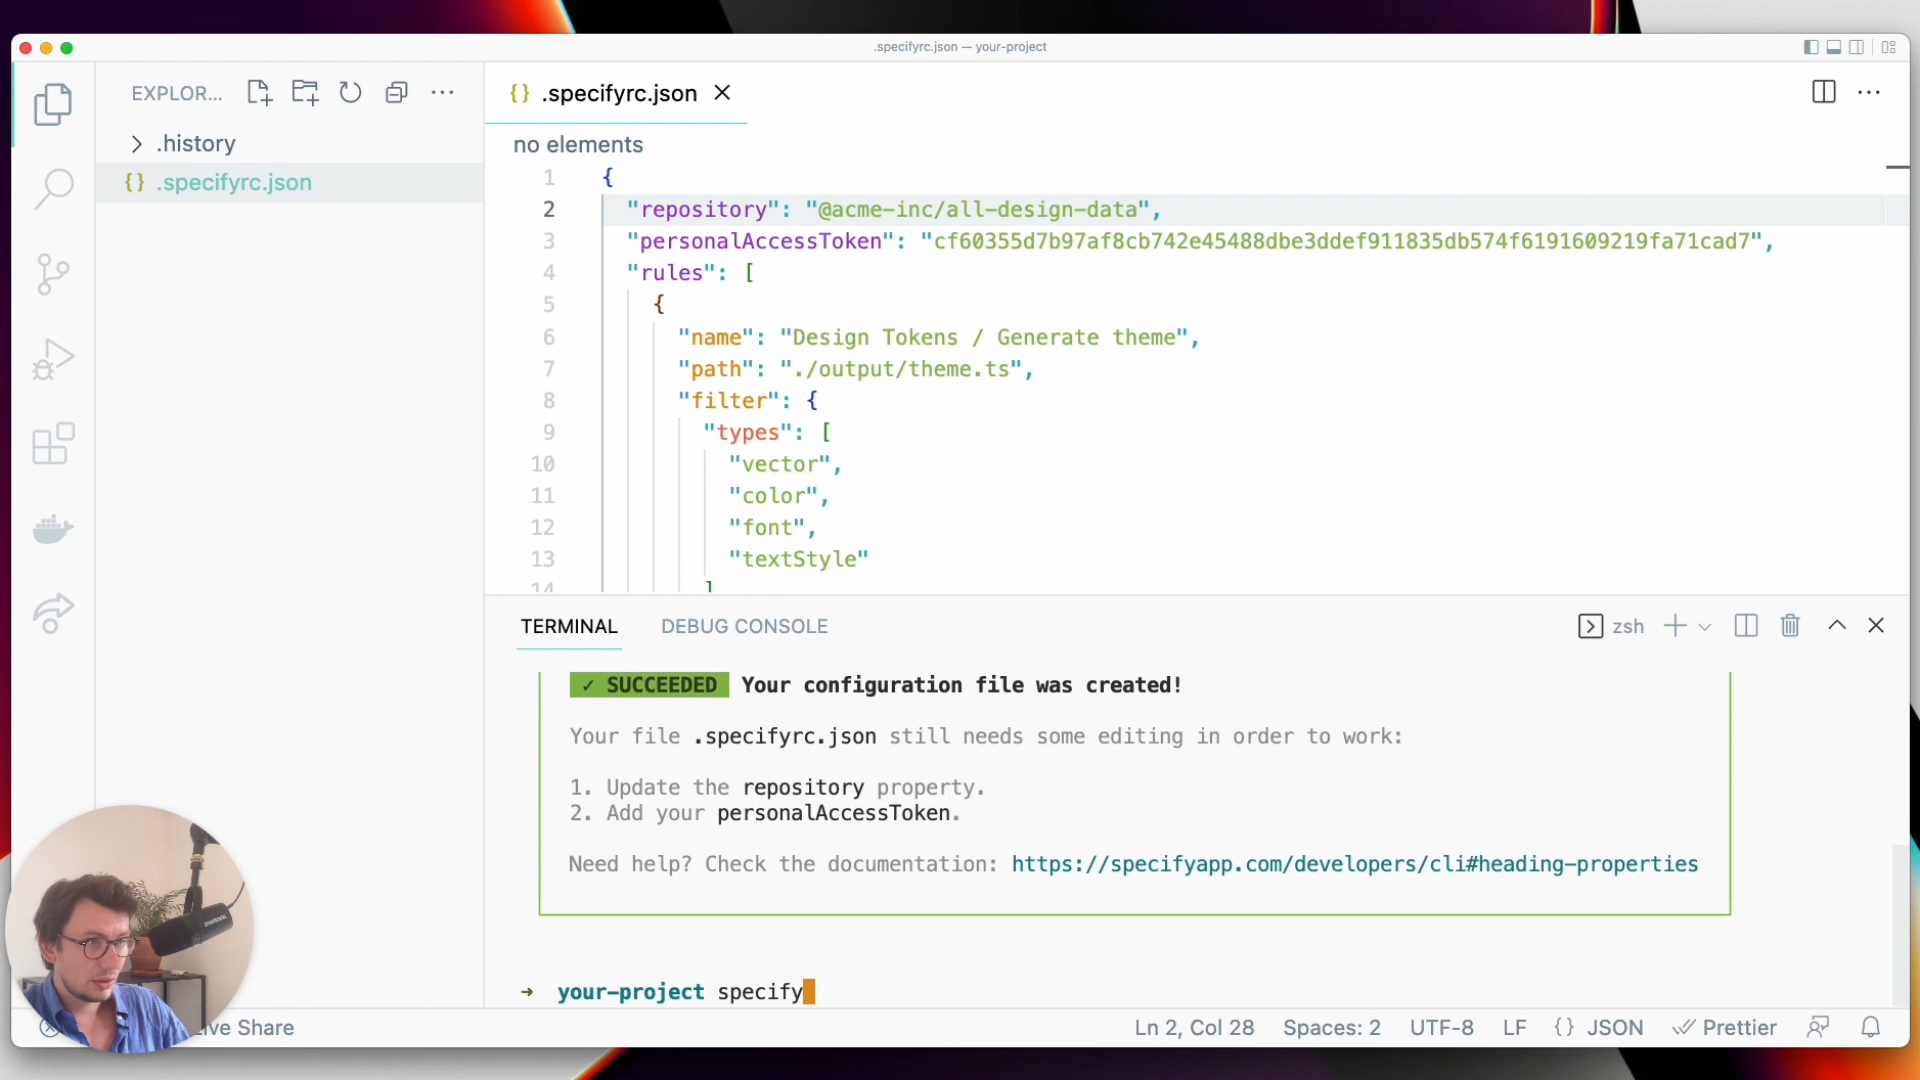 .specifyrc.json — your-project
EXPLOR...
.history
{} .specifyrc.json
{} .specifyrc.json
no elements
1 {
2 "repository": "@acme-inc/all-design-data",
3 "personalAccessToken": "cf60355d7b97af8cb742e45488dbe3ddef911835db574f6191609219fa71cad7",
4 "rules": [
5 {
6 "name": "Design Tokens / Generate theme",
7 "path": "./output/theme.ts",
8 "filter": {
9 "types": [
10 "vector",
11 "color",
12 "font",
13 "textStyle"
14 ]
TERMINAL DEBUG CONSOLE zsh
✓ SUCCEEDED Your configuration file was created!
Your file .specifyrc.json still needs some editing in order to work:
1. Update the repository property.
2. Add your personalAccessToken.
Need help? Check the documentation: https://specifyapp.com/developers/cli#heading-properties
→ your-project specify
ive Share Ln 2, Col 28 Spaces: 2 UTF-8 LF {} JSON Prettier